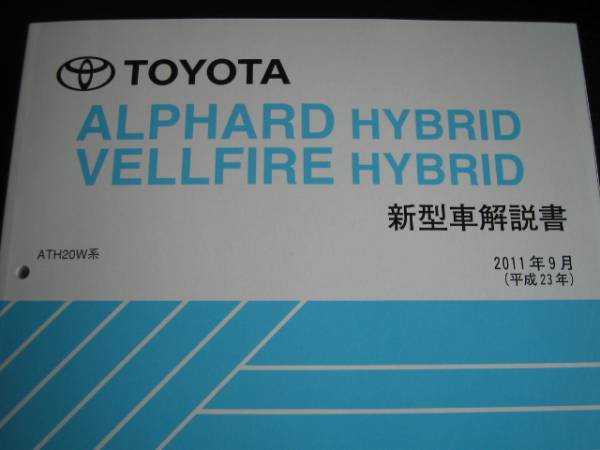 TOYOTA
ALPHARD HYBRID
VELLFIRE HYBRID
新型車解説書
ATH20W系
2011年9月
(平成23年)